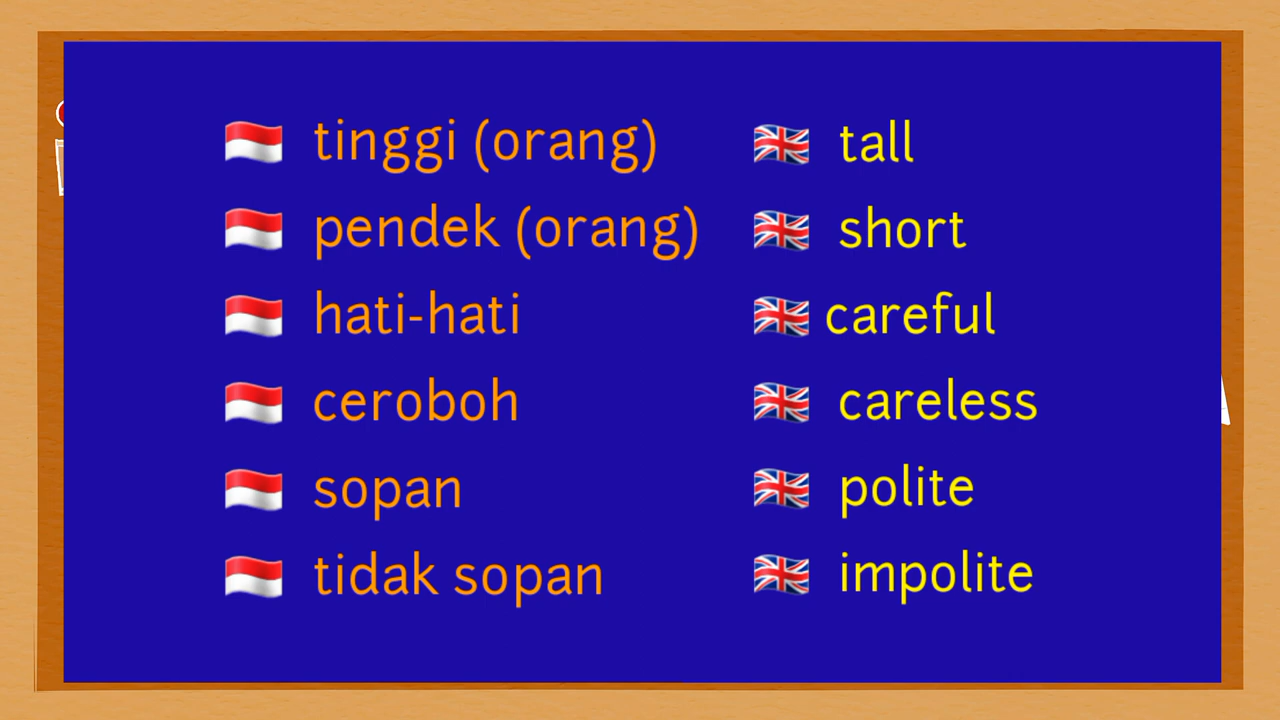 tinggi (orang) tall
pendek (orang) short
hati-hati careful
ceroboh careless
sopan polite
tidak sopan impolite